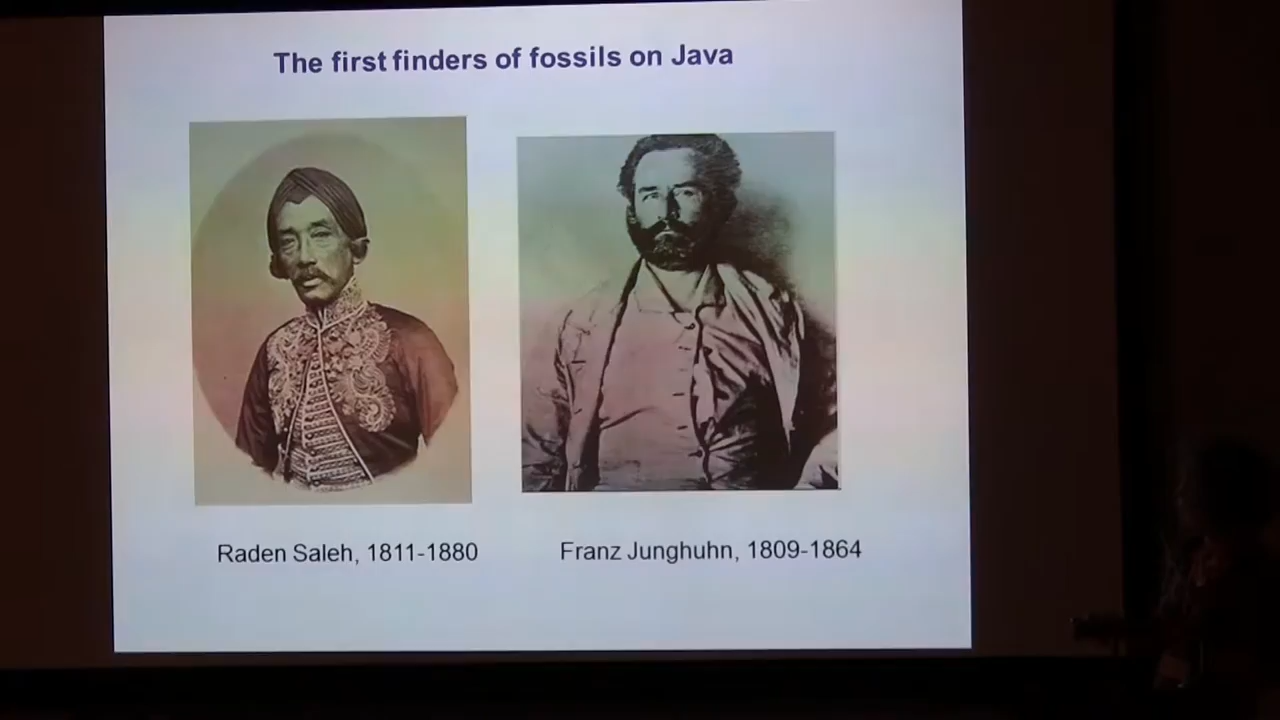 The first finders of fossils on Java
Raden Saleh, 1811-1880
Franz Junghuhn, 1809-1864